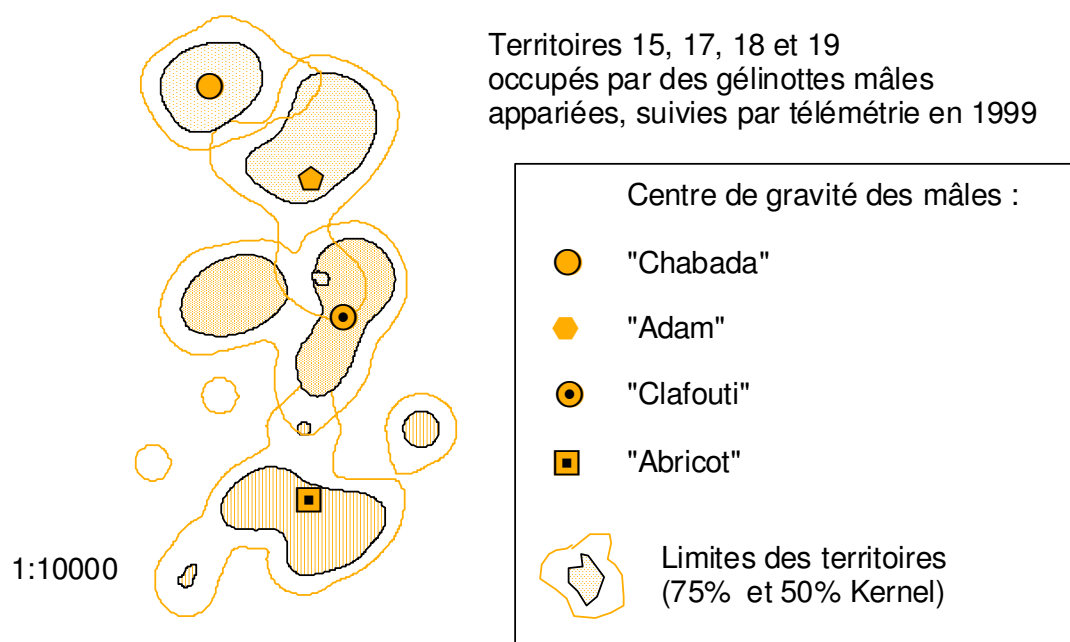 Territoires 15, 17, 18 et 19
occupés par des gélinottes mâles
appariées, suivies par télémétrie en 1999
Centre de gravité des mâles :
"Chabada"
"Adam"
"Clafouti"
"Abricot"
Limites des territoires
(75% et 50% Kernel)
1:10000